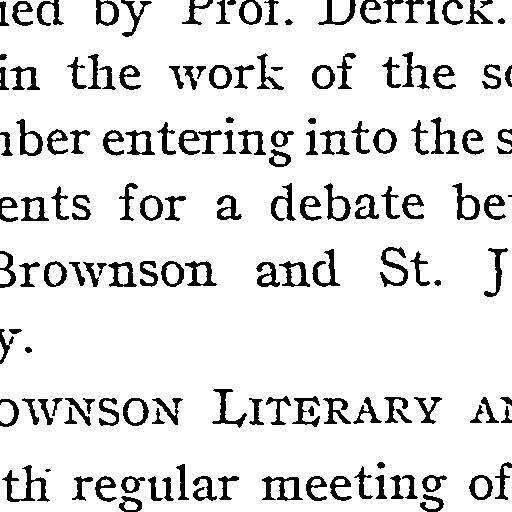 ied by Prof. Derrick.
in the work of the so
ber entering into the s
ents for a debate be
Brownson and St. J
y.
OWNSON LITERARY AN
th regular meeting of